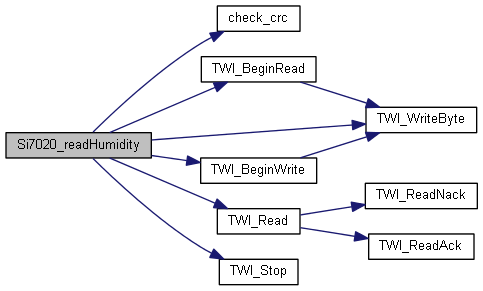 check_crc
TWI_BeginRead
TWI_WriteByte
Si7020_readHumidity
TWI_BeginWrite
TWI_ReadNack
TWI_Read
TWI_ReadAck
TWI_Stop